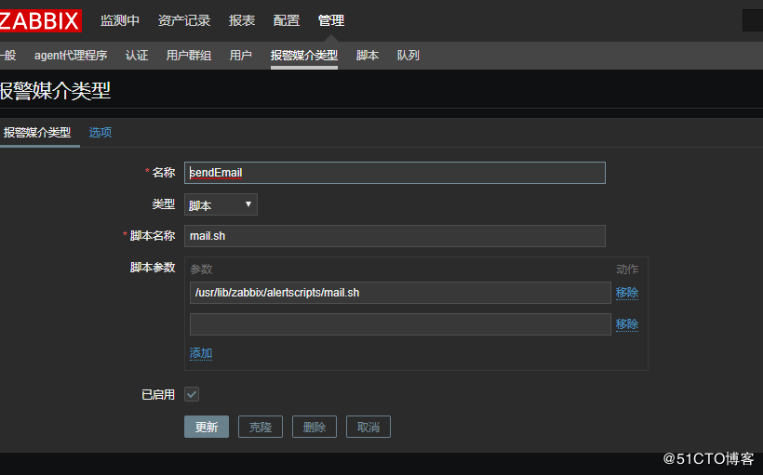 ZABBIX 监测中 资产记录 报表 配置 管理
一般 agent代理程序 认证 用户群组 用户 报警媒介类型 脚本 队列
报警媒介类型
报警媒介类型 选项
* 名称 sendEmail
类型 脚本
* 脚本名称 mail.sh
脚本参数 参数 动作
/usr/lib/zabbix/alertscripts/mail.sh 移除
移除
添加
已启用
更新 克隆 删除 取消
@51CTO博客